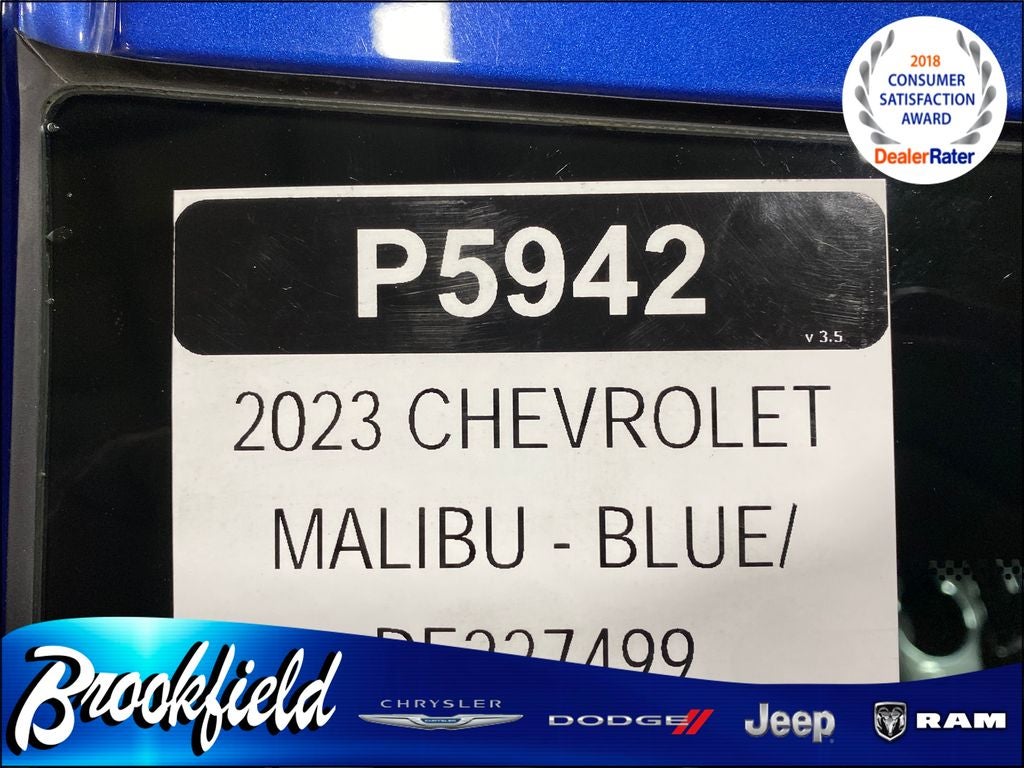 2018
CONSUMER
SATISFACTION
AWARD
DealerRater
P5942
v 3.5
2023 CHEVROLET
MALIBU - BLUE/
Brookfield
CHRYSLER
DODGE
Jeep
RAM